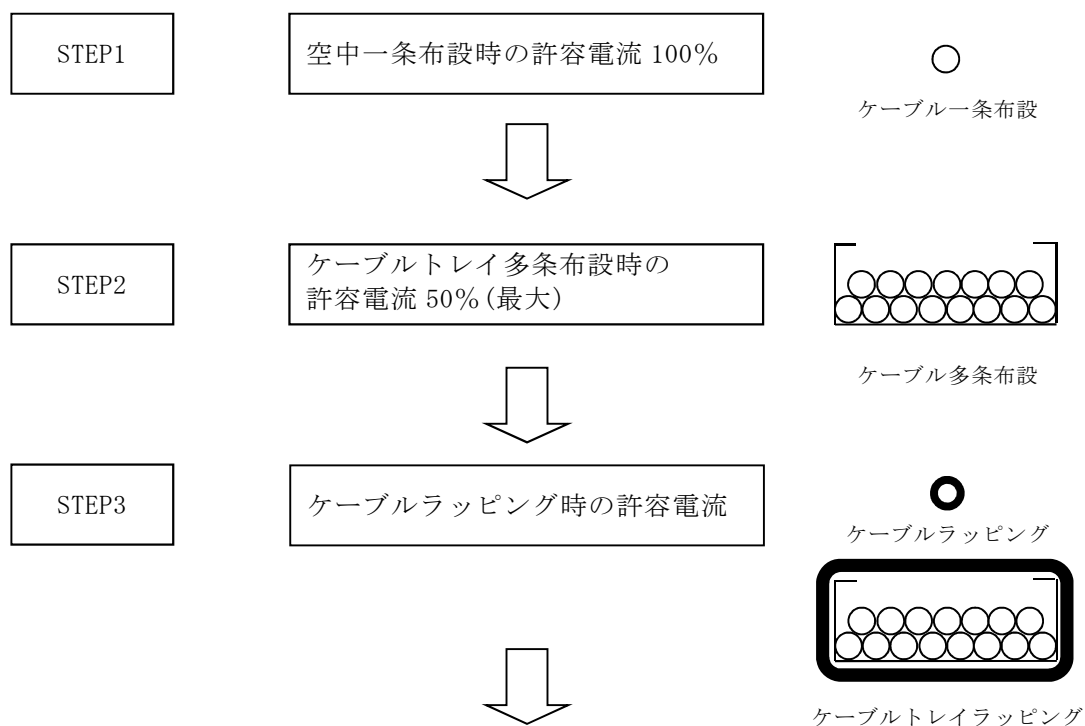 STEP1
空中一条布設時の許容電流 100%
ケーブル一条布設
STEP2
ケーブルトレイ多条布設時の
許容電流 50%(最大)
ケーブル多条布設
STEP3
ケーブルラッピング時の許容電流
ケーブルラッピング
ケーブルトレイラッピング